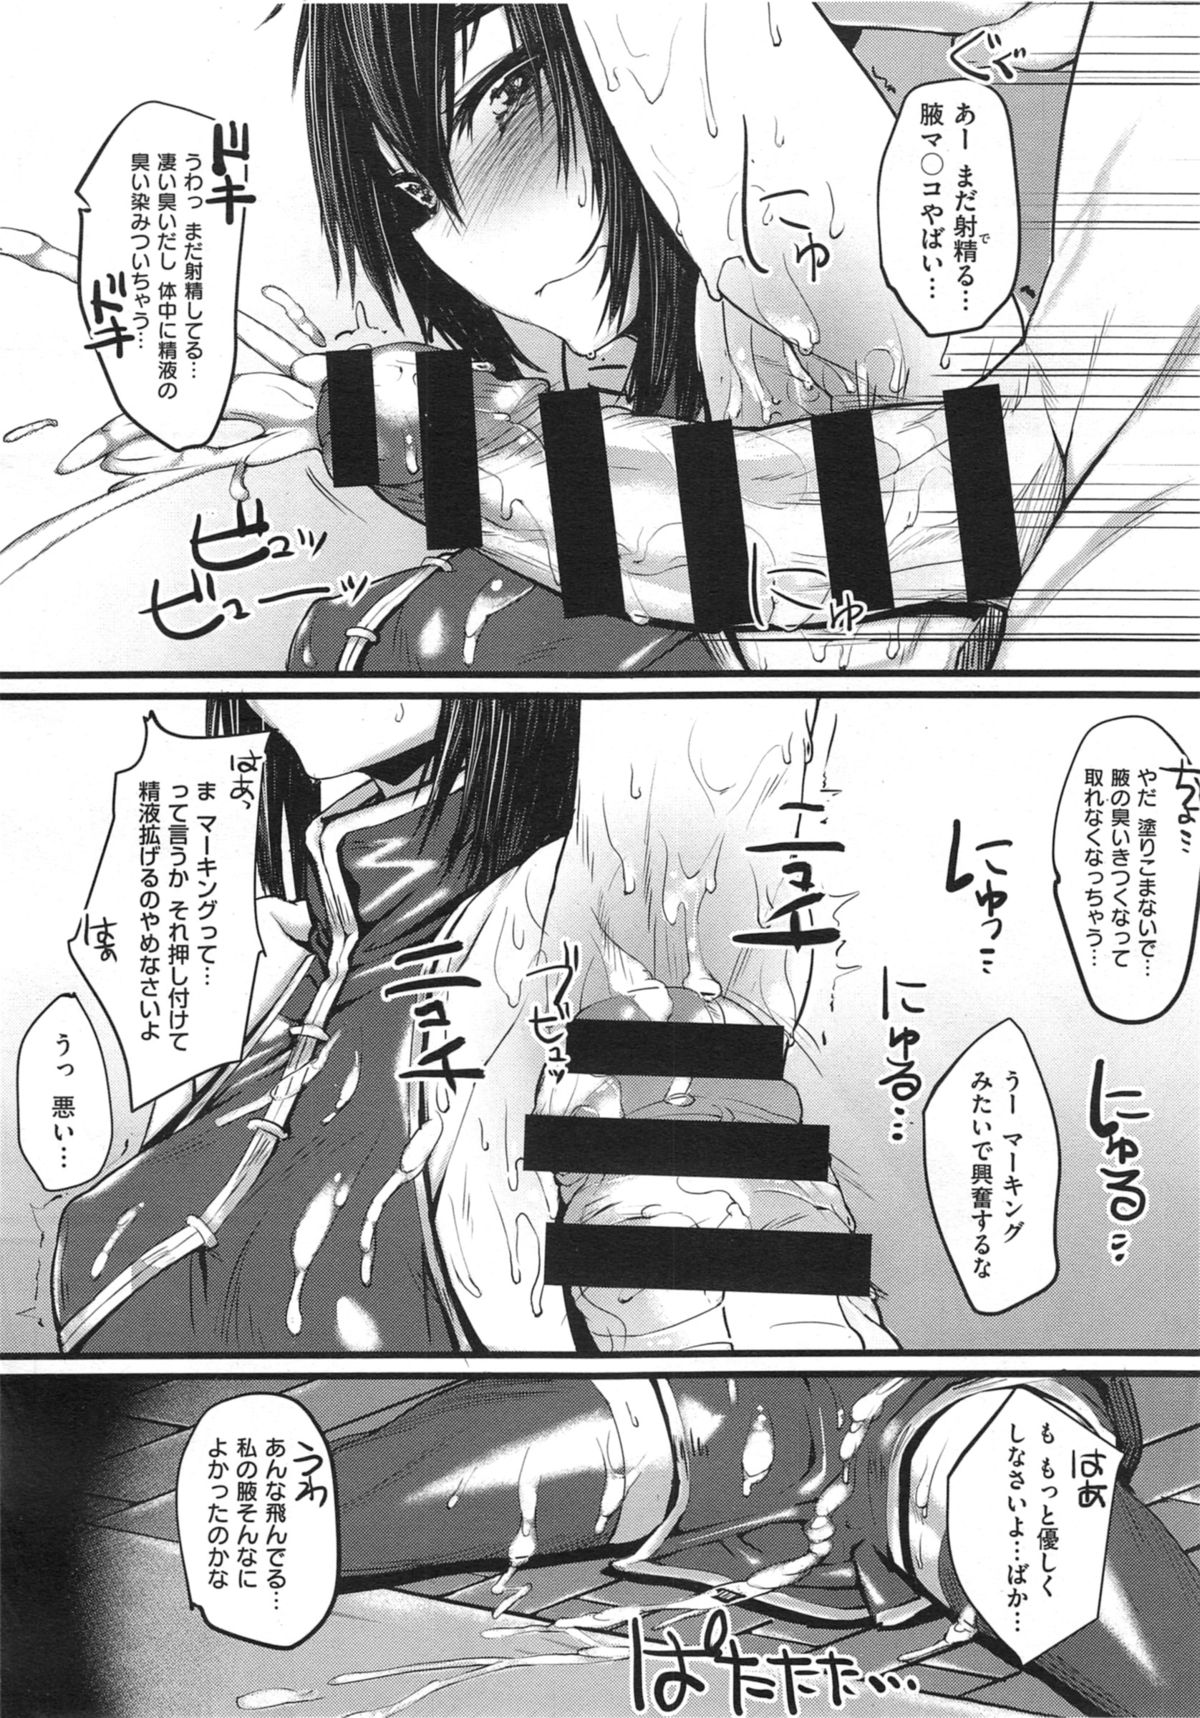 ぐぐぐ
あー まだ射精る…
で
腋マ〇コやばい…
にゅ
うわっ まだ射精してる…
凄い臭いだし 体中に精液の
臭い染みついちゃう…
ドキ
ドキ
ビュッ
ビューーッ
にゅ
ちょ…
やだ 塗りこまないで…
腋の臭いきつくなって
取れなくなっちゃう…
にゅっ…
にゅる…
にゅる…
うー マーキング
みたいで興奮するな
ニュチ
ニュチ
ブビュッ
はあっ
ま マーキングって…
って言うか それ押し付けて
精液拡げるのやめなさいよ
はぁ
うっ 悪い…
も もっと優しく
しなさいよ…ばか…
はあ
うわ
あんな飛んでる…
私の腋そんなに
よかったのかな
ぱたたた…